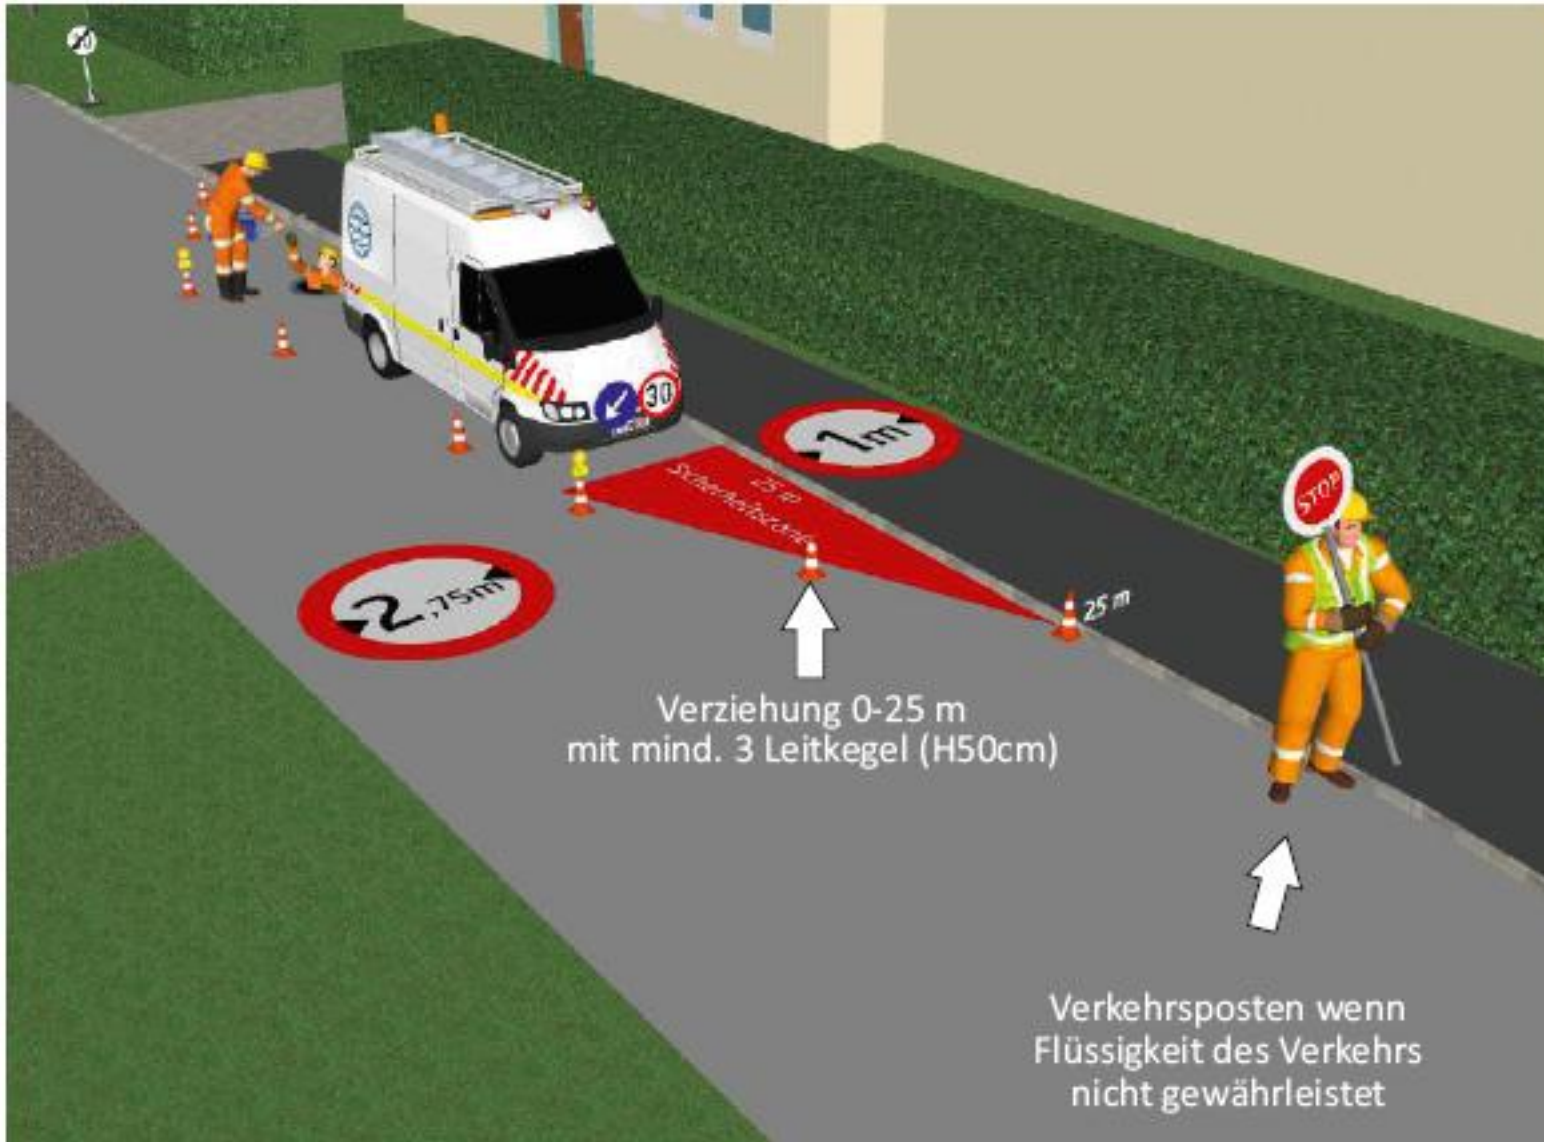 30
1m
25 m
Sicherheitszone
2,75m
25 m
STOP
Verziehung 0-25 m
mit mind. 3 Leitkegel (H50cm)
Verkehrsposten wenn
Flüssigkeit des Verkehrs
nicht gewährleistet